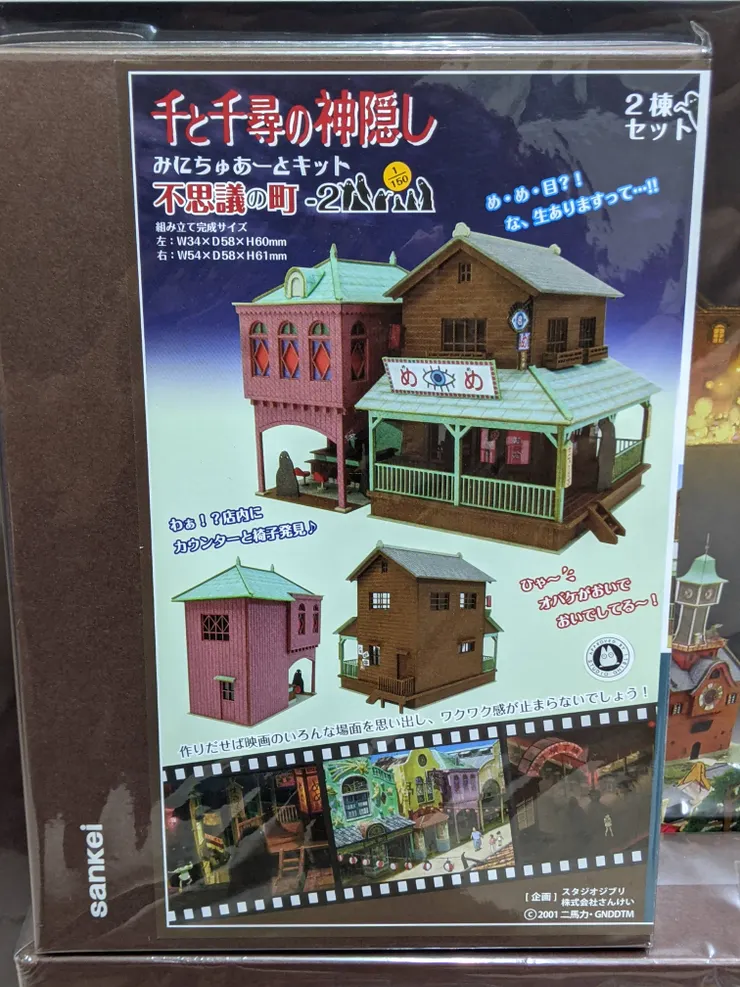 千と千尋の神隠し
2棟
セット
みにちゅあーとキット
1/150
不思議の町 -2
組み立て完成サイズ
左：W34×D58×H60mm
右：W54×D58×H61mm
め・め・目?!
な、生ありますって…!!
め め
わぁ！？店内に
カウンターと椅子発見♪
ひゃ〜
オバケがおいで
おいでしてる〜！
作りだせば映画のいろんな場面を思い出し、ワクワク感が止まらないでしょう！
sankei
[企画] スタジオジブリ
株式会社さんけい
©2001 二馬力・GNDDTM